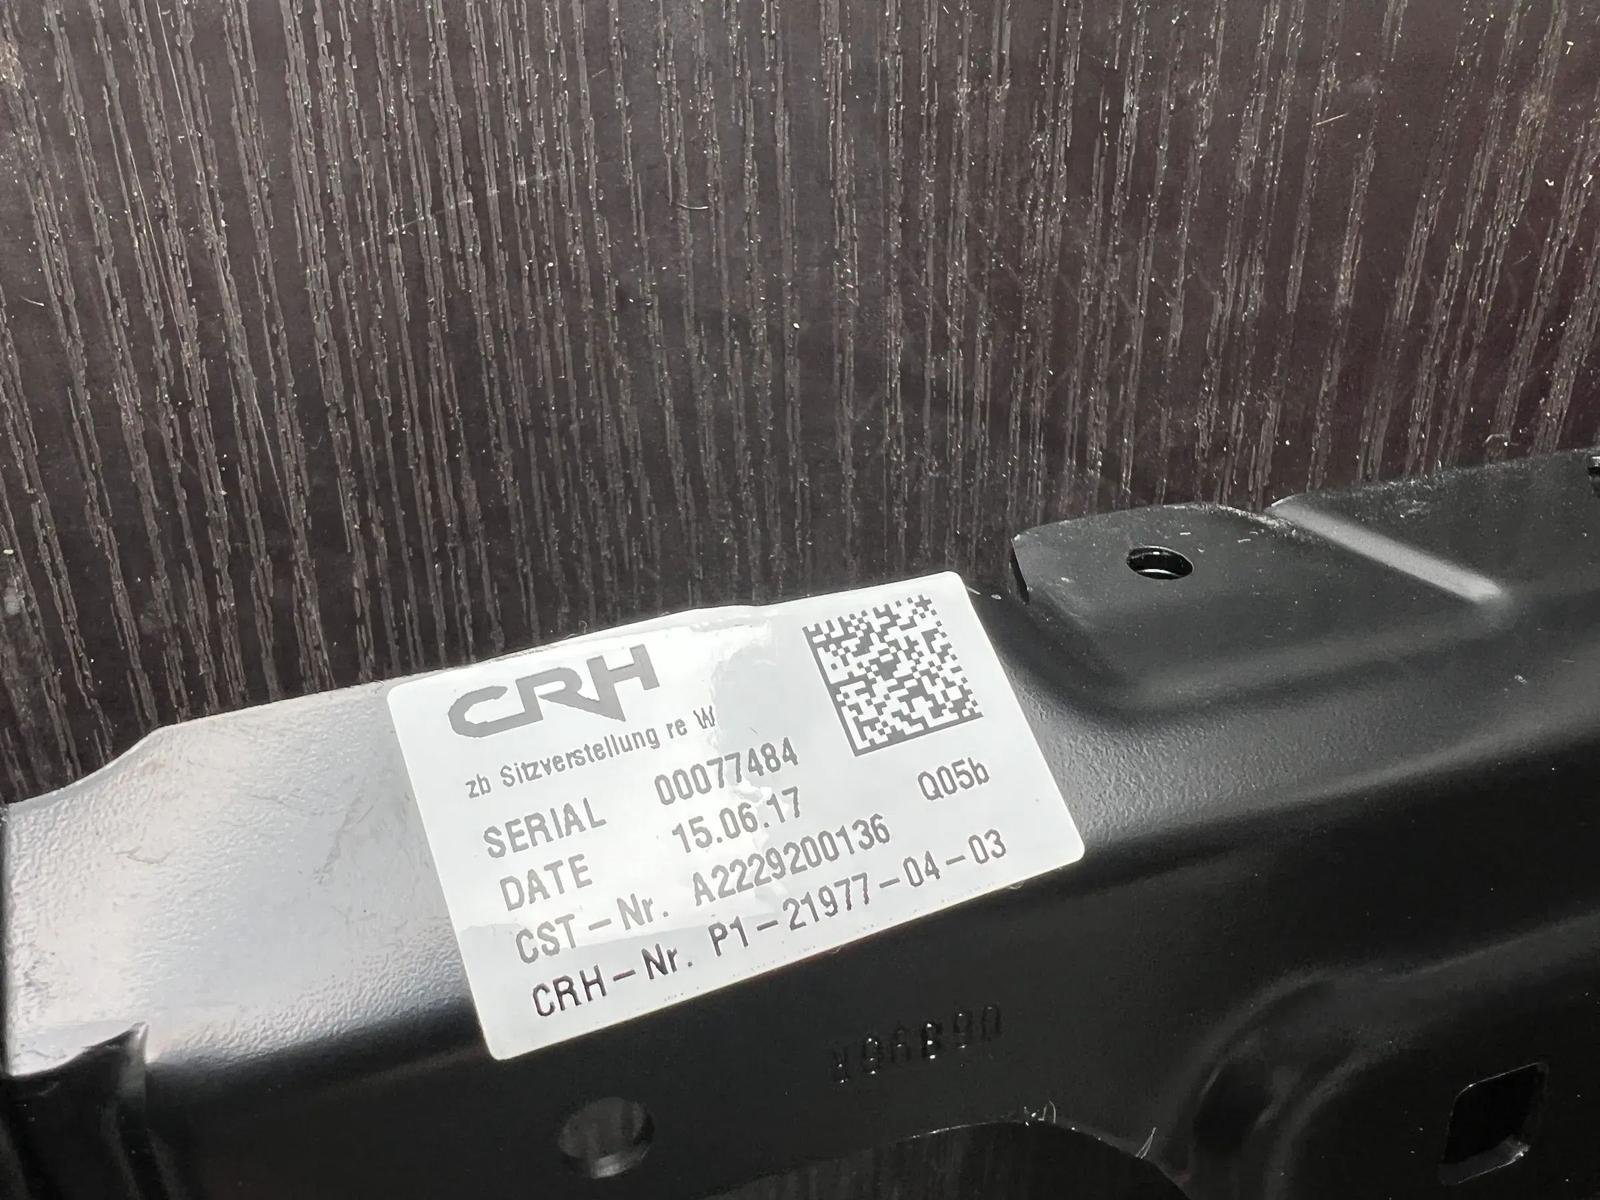 CRH
zb Sitzverstellung re W
SERIAL 00077484
DATE 15.06.17
CST-Nr. A2229200136 Q05b
CRH-Nr. P1-21977-04-03